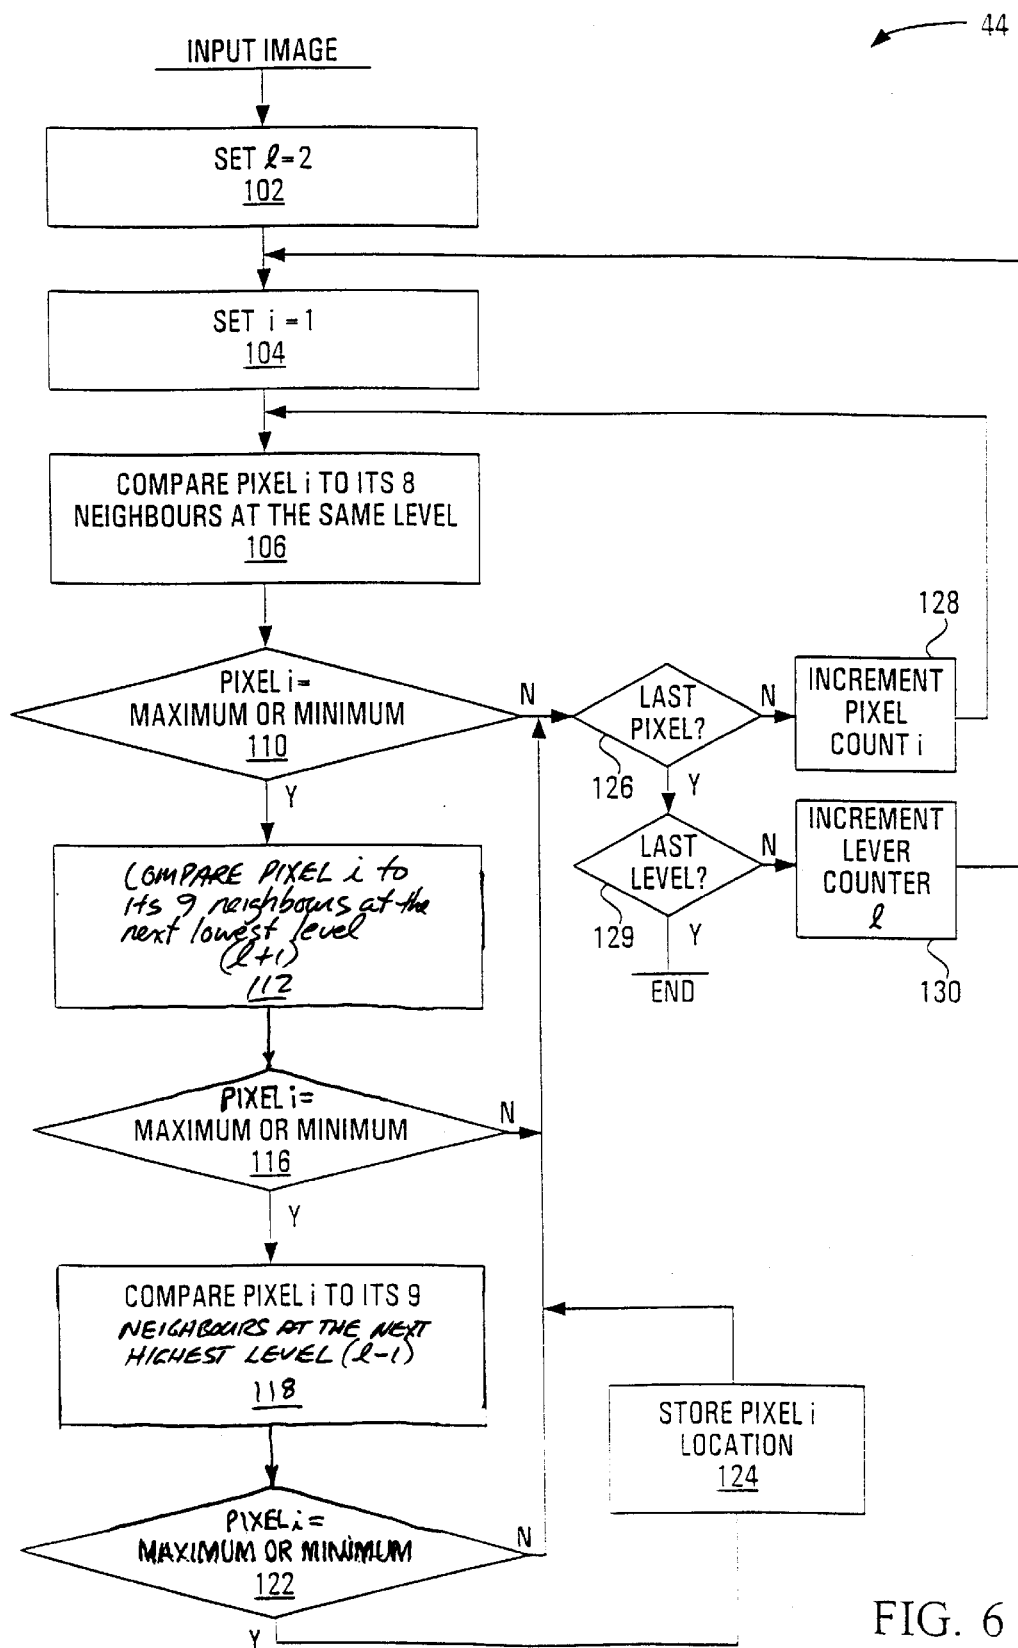 44
INPUT IMAGE
SET ℓ=2
102
SET i=1
104
COMPARE PIXEL i TO ITS 8
NEIGHBOURS AT THE SAME LEVEL
106
PIXEL i=
MAXIMUM OR MINIMUM
110
N
Y
LAST
PIXEL?
126
N
Y
128
INCREMENT
PIXEL
COUNT i
LAST
LEVEL?
129
N
Y
END
INCREMENT
LEVER
COUNTER
ℓ
130
COMPARE PIXEL i to
its 9 neighbours at the
next lowest level
(ℓ+1)
112
PIXEL i=
MAXIMUM OR MINIMUM
116
N
Y
COMPARE PIXEL i TO ITS 9
NEIGHBOURS AT THE NEXT
HIGHEST LEVEL (ℓ-1)
118
STORE PIXEL i
LOCATION
124
PIXEL i=
MAXIMUM OR MINIMUM
122
N
Y
FIG. 6